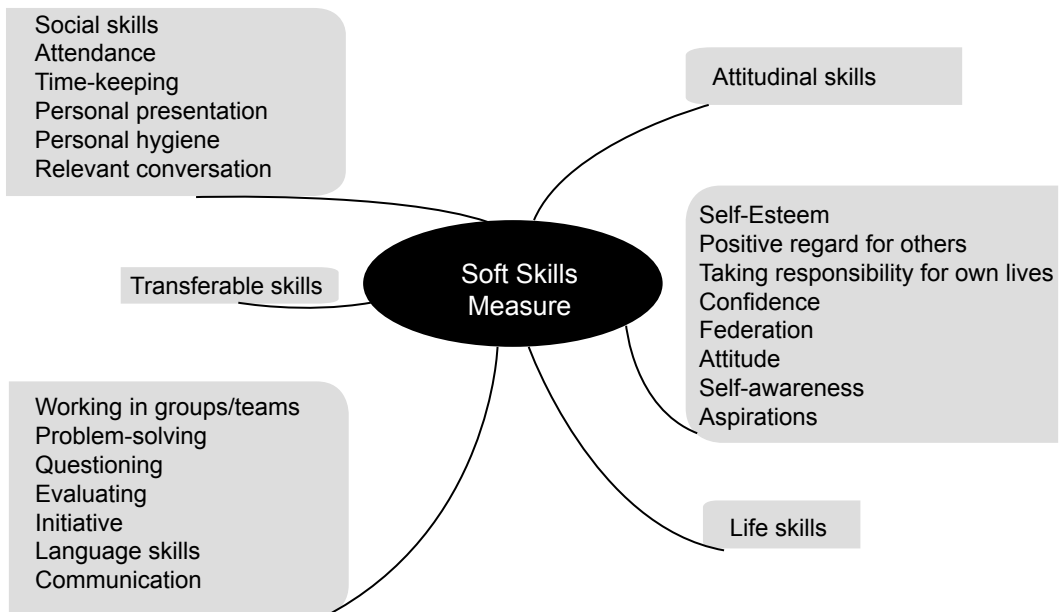 Social skills
Attendance
Time-keeping
Personal presentation
Personal hygiene
Relevant conversation
Attitudinal skills
Self-Esteem
Positive regard for others
Taking responsibility for own lives
Confidence
Federation
Attitude
Self-awareness
Aspirations
Soft Skills
Measure
Transferable skills
Working in groups/teams
Problem-solving
Questioning
Evaluating
Initiative
Language skills
Communication
Life skills